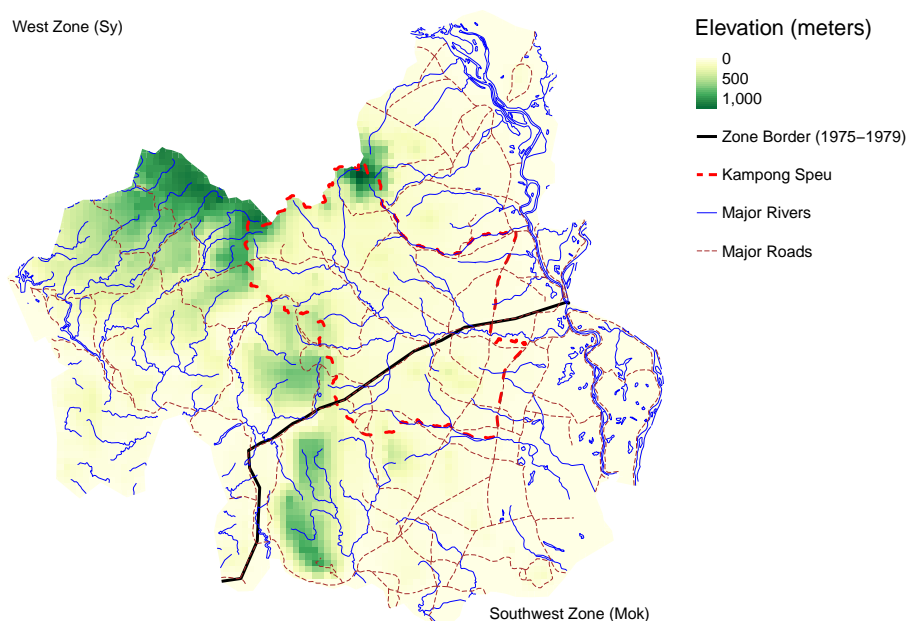 West Zone (Sy)
Elevation (meters)
0
500
1,000
Zone Border (1975−1979)
Kampong Speu
Major Rivers
Major Roads
Southwest Zone (Mok)